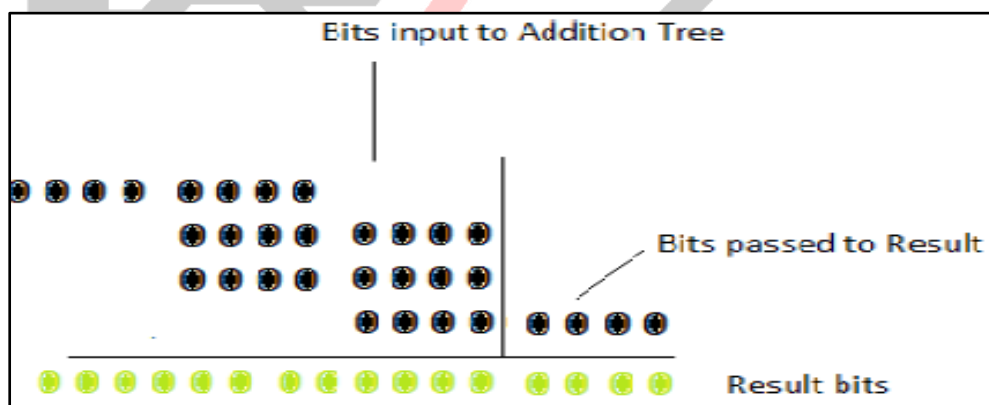 Bits input to Addition Tree
Bits passed to Result
Result bits